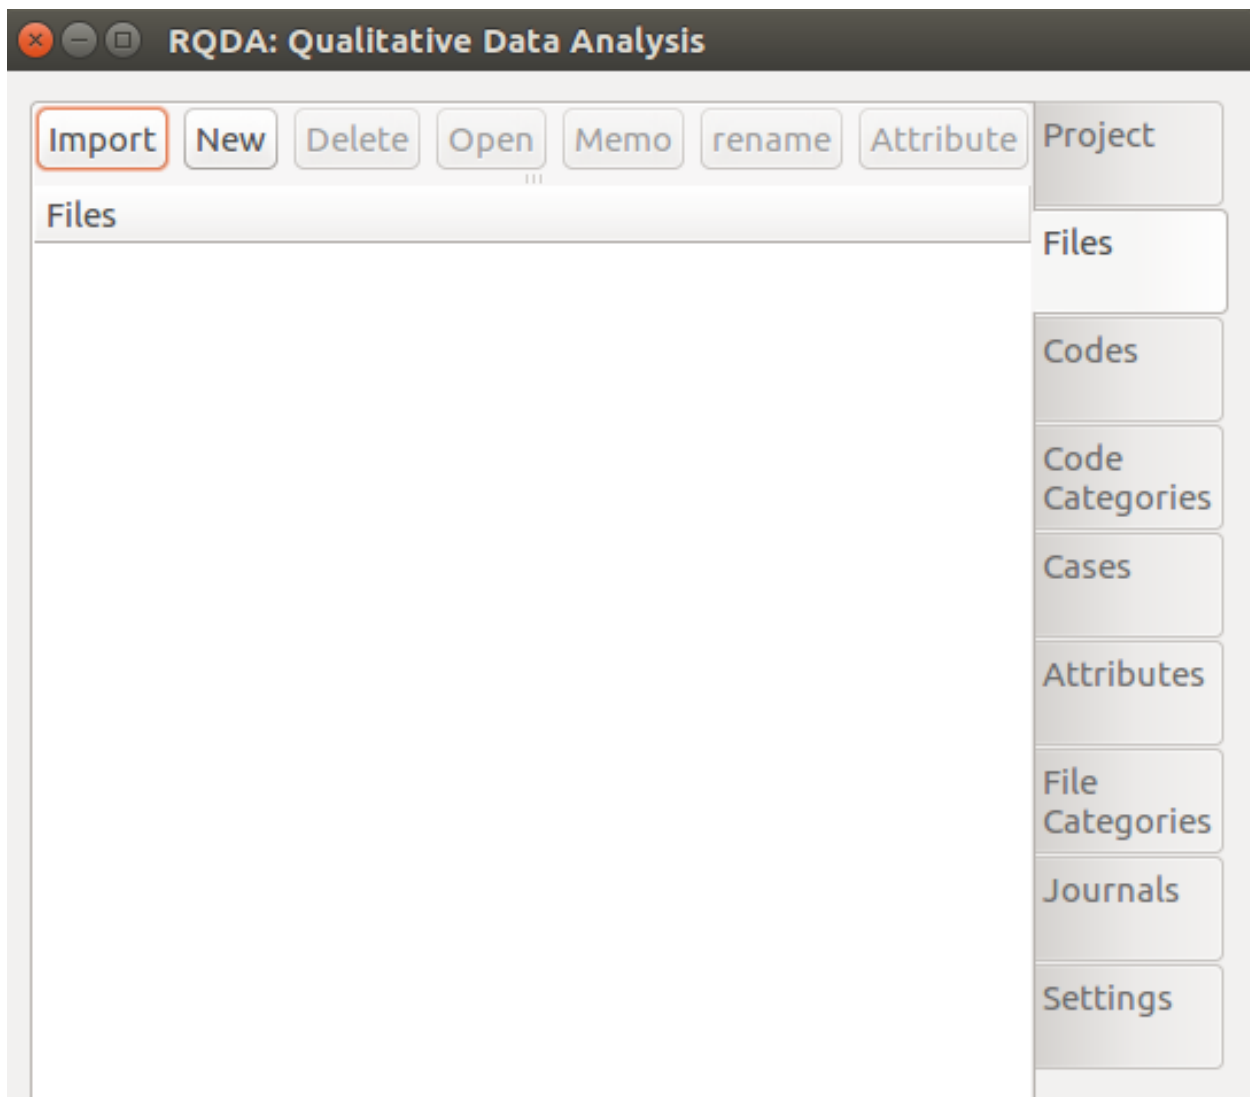 RQDA: Qualitative Data Analysis
Import New Delete Open Memo rename Attribute
Files
Project
Files
Codes
Code
Categories
Cases
Attributes
File
Categories
Journals
Settings